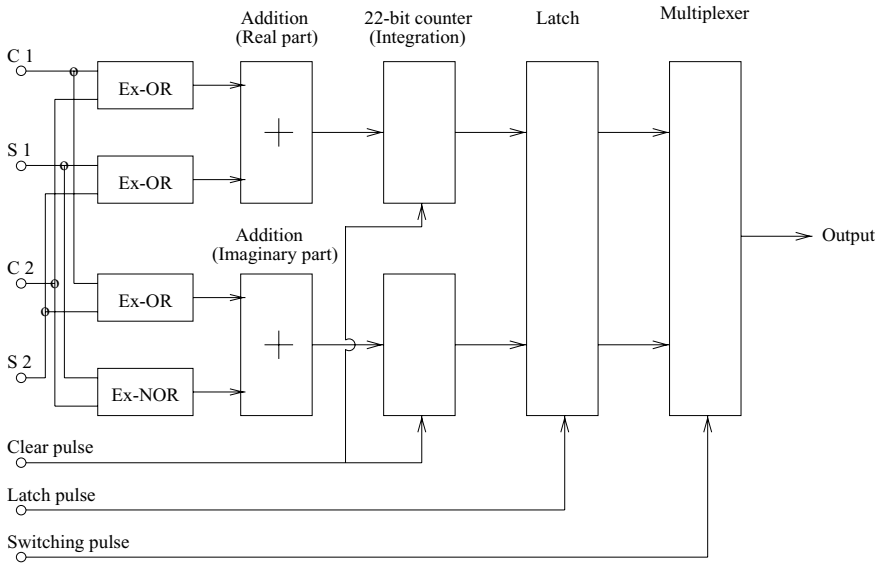 Addition
(Real part)
22-bit counter
(Integration)
Latch
Multiplexer
C 1
Ex-OR
+
S 1
Ex-OR
Addition
(Imaginary part)
Output
C 2
Ex-OR
+
S 2
Ex-NOR
Clear pulse
Latch pulse
Switching pulse